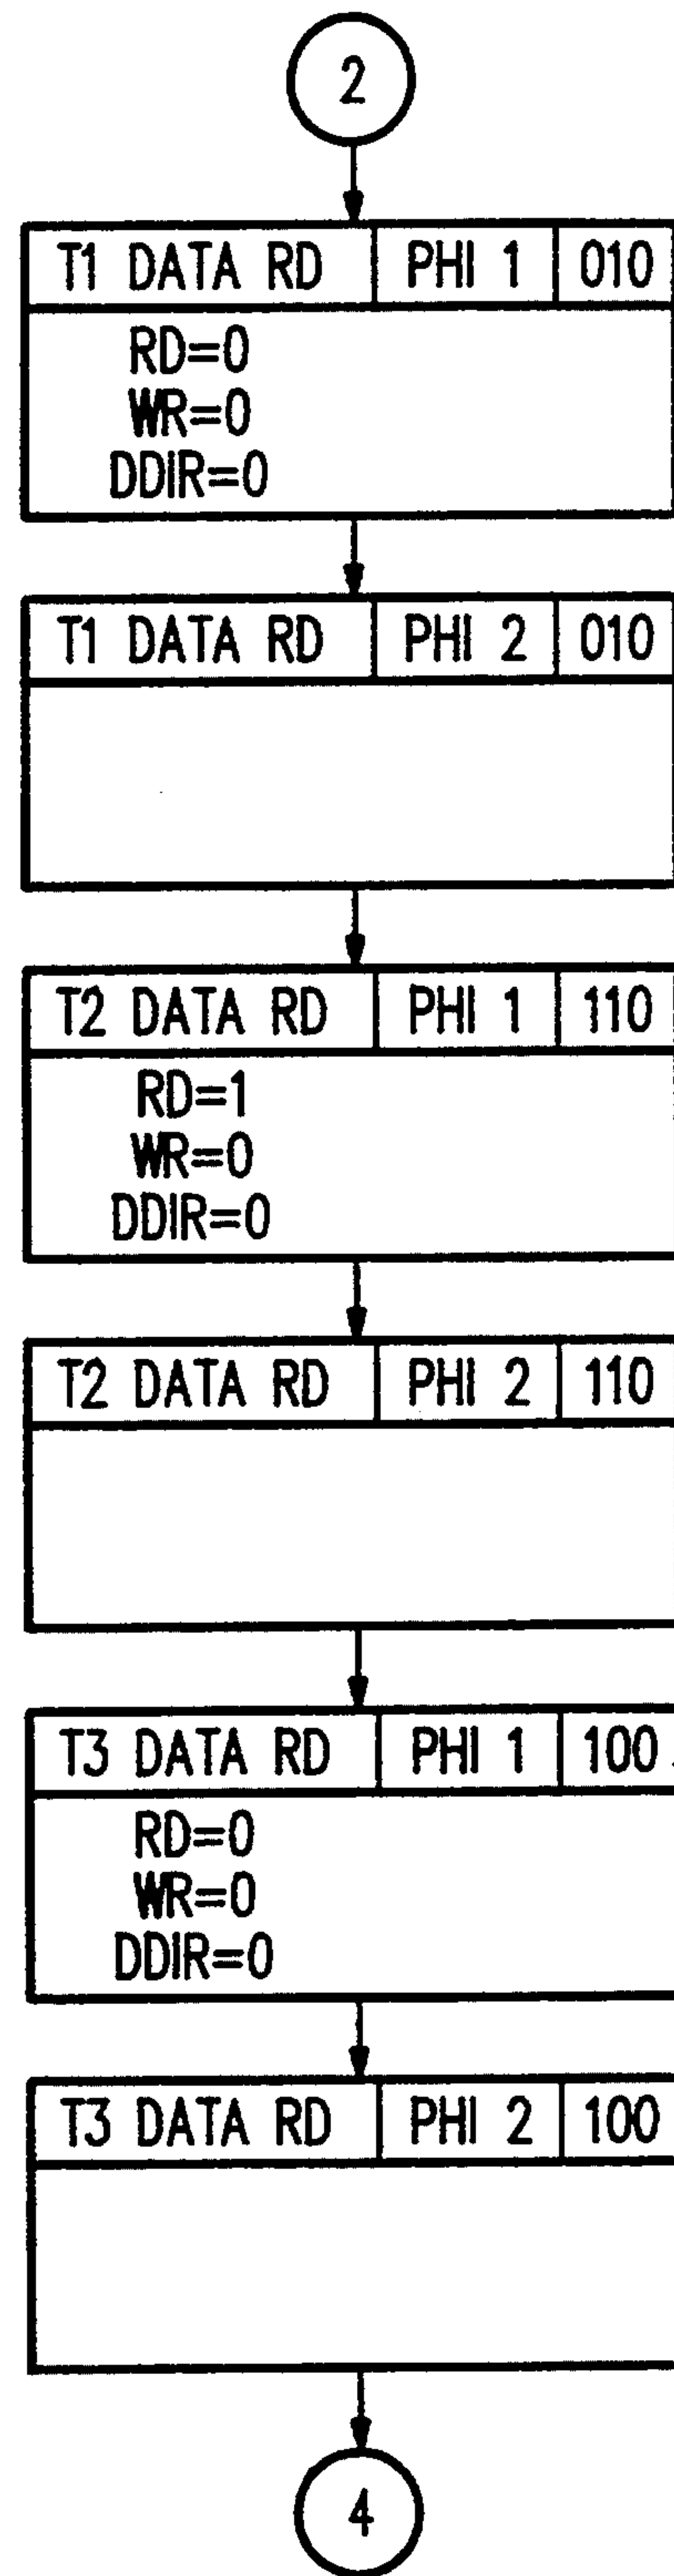 2
T1 DATA RD PHI 1 010
RD=0
WR=0
DDIR=0
T1 DATA RD PHI 2 010
T2 DATA RD PHI 1 110
RD=1
WR=0
DDIR=0
T2 DATA RD PHI 2 110
T3 DATA RD PHI 1 100
RD=0
WR=0
DDIR=0
T3 DATA RD PHI 2 100
4